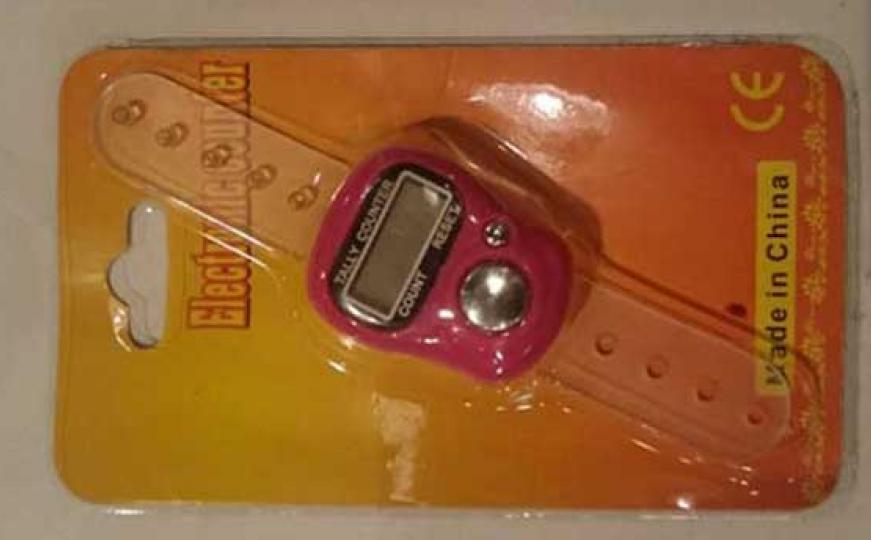 Electronic counter
TALLY COUNTER
COUNT
RESET
CE
Made in China